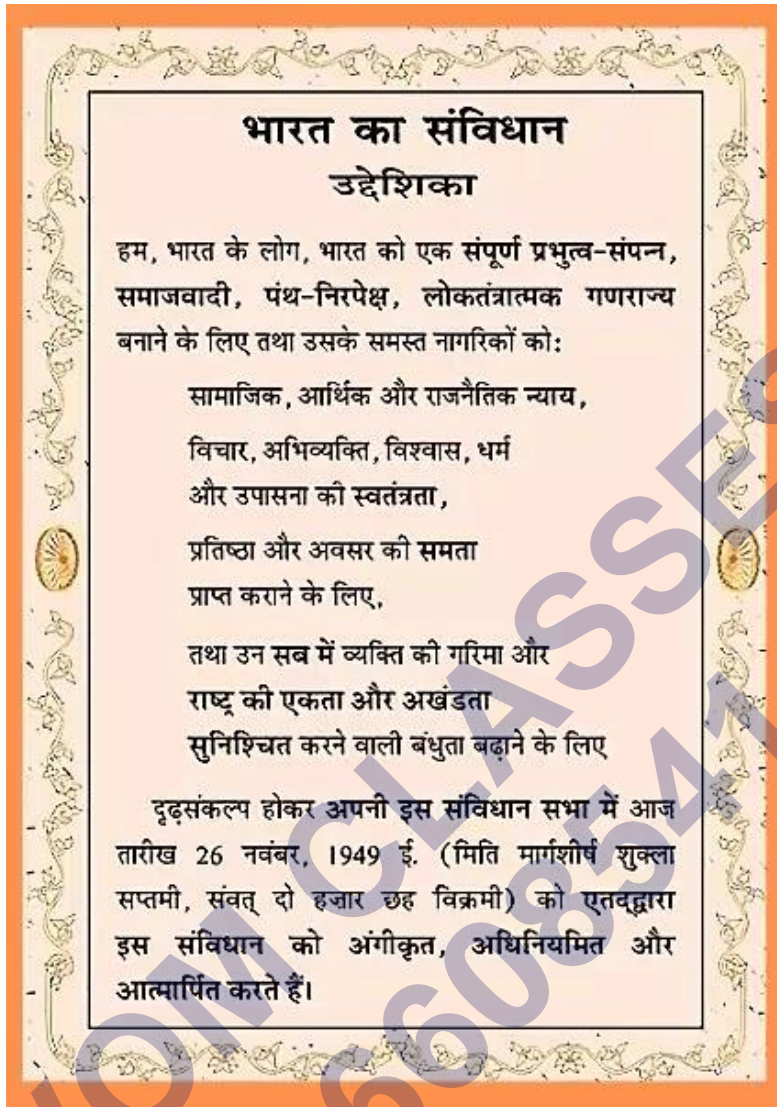 भारत का संविधान
उद्देशिका
हम, भारत के लोग, भारत को एक संपूर्ण प्रभुत्व-संपन्न,
समाजवादी, पंथ-निरपेक्ष, लोकतंत्रात्मक गणराज्य
बनाने के लिए तथा उसके समस्त नागरिकों को:
सामाजिक, आर्थिक और राजनैतिक न्याय,
विचार, अभिव्यक्ति, विश्वास, धर्म
और उपासना की स्वतंत्रता,
प्रतिष्ठा और अवसर की समता
प्राप्त कराने के लिए,
तथा उन सब में व्यक्ति की गरिमा और
राष्ट्र की एकता और अखंडता
सुनिश्चित करने वाली बंधुता बढ़ाने के लिए
दृढ़संकल्प होकर अपनी इस संविधान सभा में आज
तारीख 26 नवंबर, 1949 ई. (मिति मार्गशीर्ष शुक्ला
सप्तमी, संवत् दो हज़ार छह विक्रमी) को एतद्द्वारा
इस संविधान को अंगीकृत, अधिनियमित और
आत्मार्पित करते हैं।
CLASSES